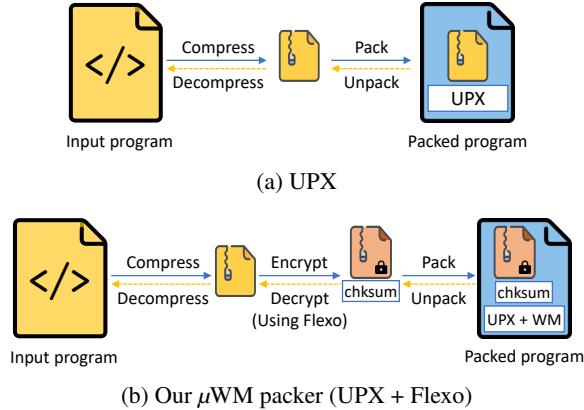 </>
Compress
Decompress
Pack
Unpack
UPX
Input program
Packed program
(a) UPX
</>
Compress
Decompress
Encrypt
Decrypt
(Using Flexo)
chksum
Pack
Unpack
chksum
UPX + WM
Input program
Packed program
(b) Our μWM packer (UPX + Flexo)